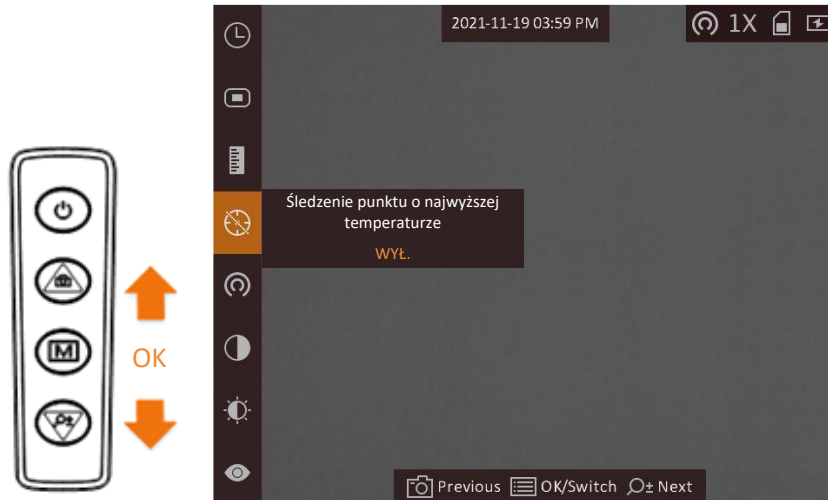 2021-11-19 03:59 PM
1X
Śledzenie punktu o najwyższej
temperaturze
WYŁ.
M
OK
Previous OK/Switch ± Next